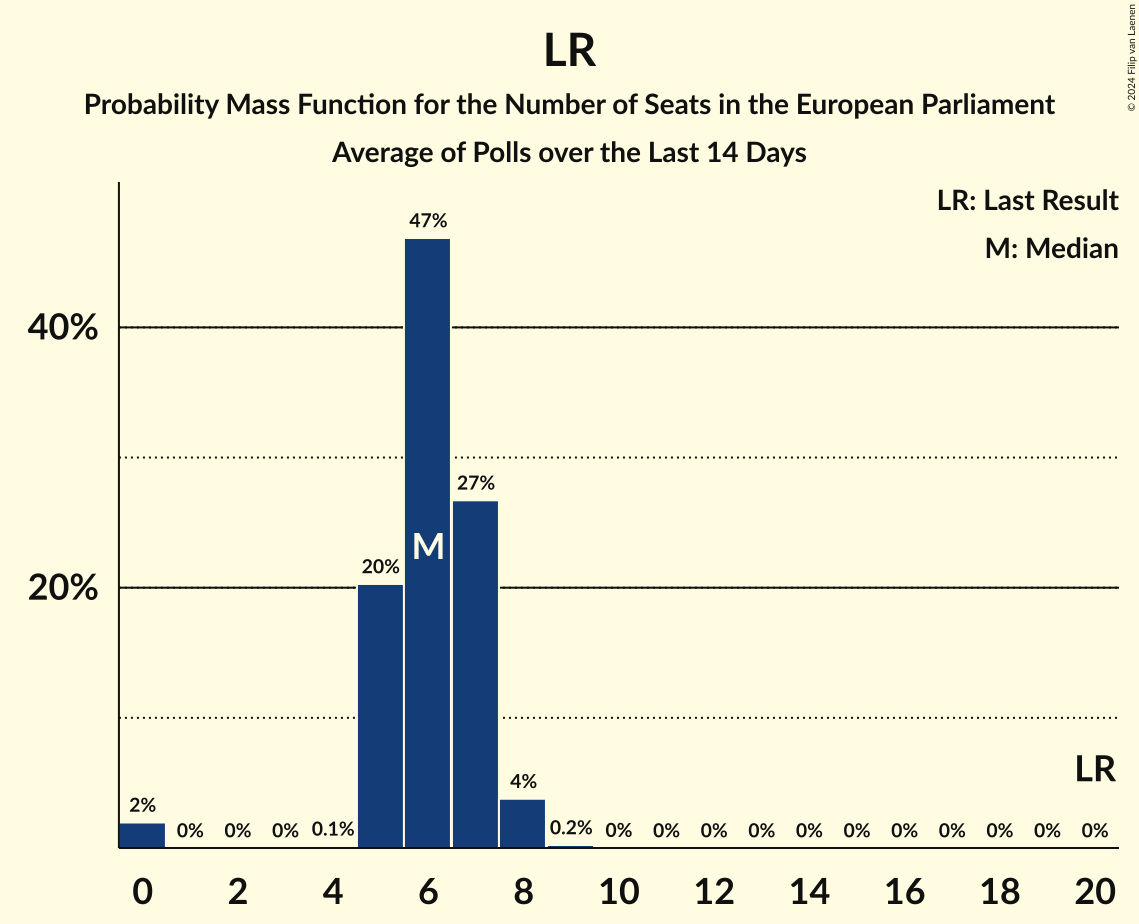 LR
Probability Mass Function for the Number of Seats in the European Parliament
Average of Polls over the Last 14 Days
© 2024 Filip van Laenen
LR: Last Result
M: Median
40%
20%
47%
27%
20%
M
4%
2%
0%
0%
0%
0.1%
0.2%
0%
0%
0%
0%
0%
0%
0%
0%
0%
0%
0%
LR
0 2 4 6 8 10 12 14 16 18 20